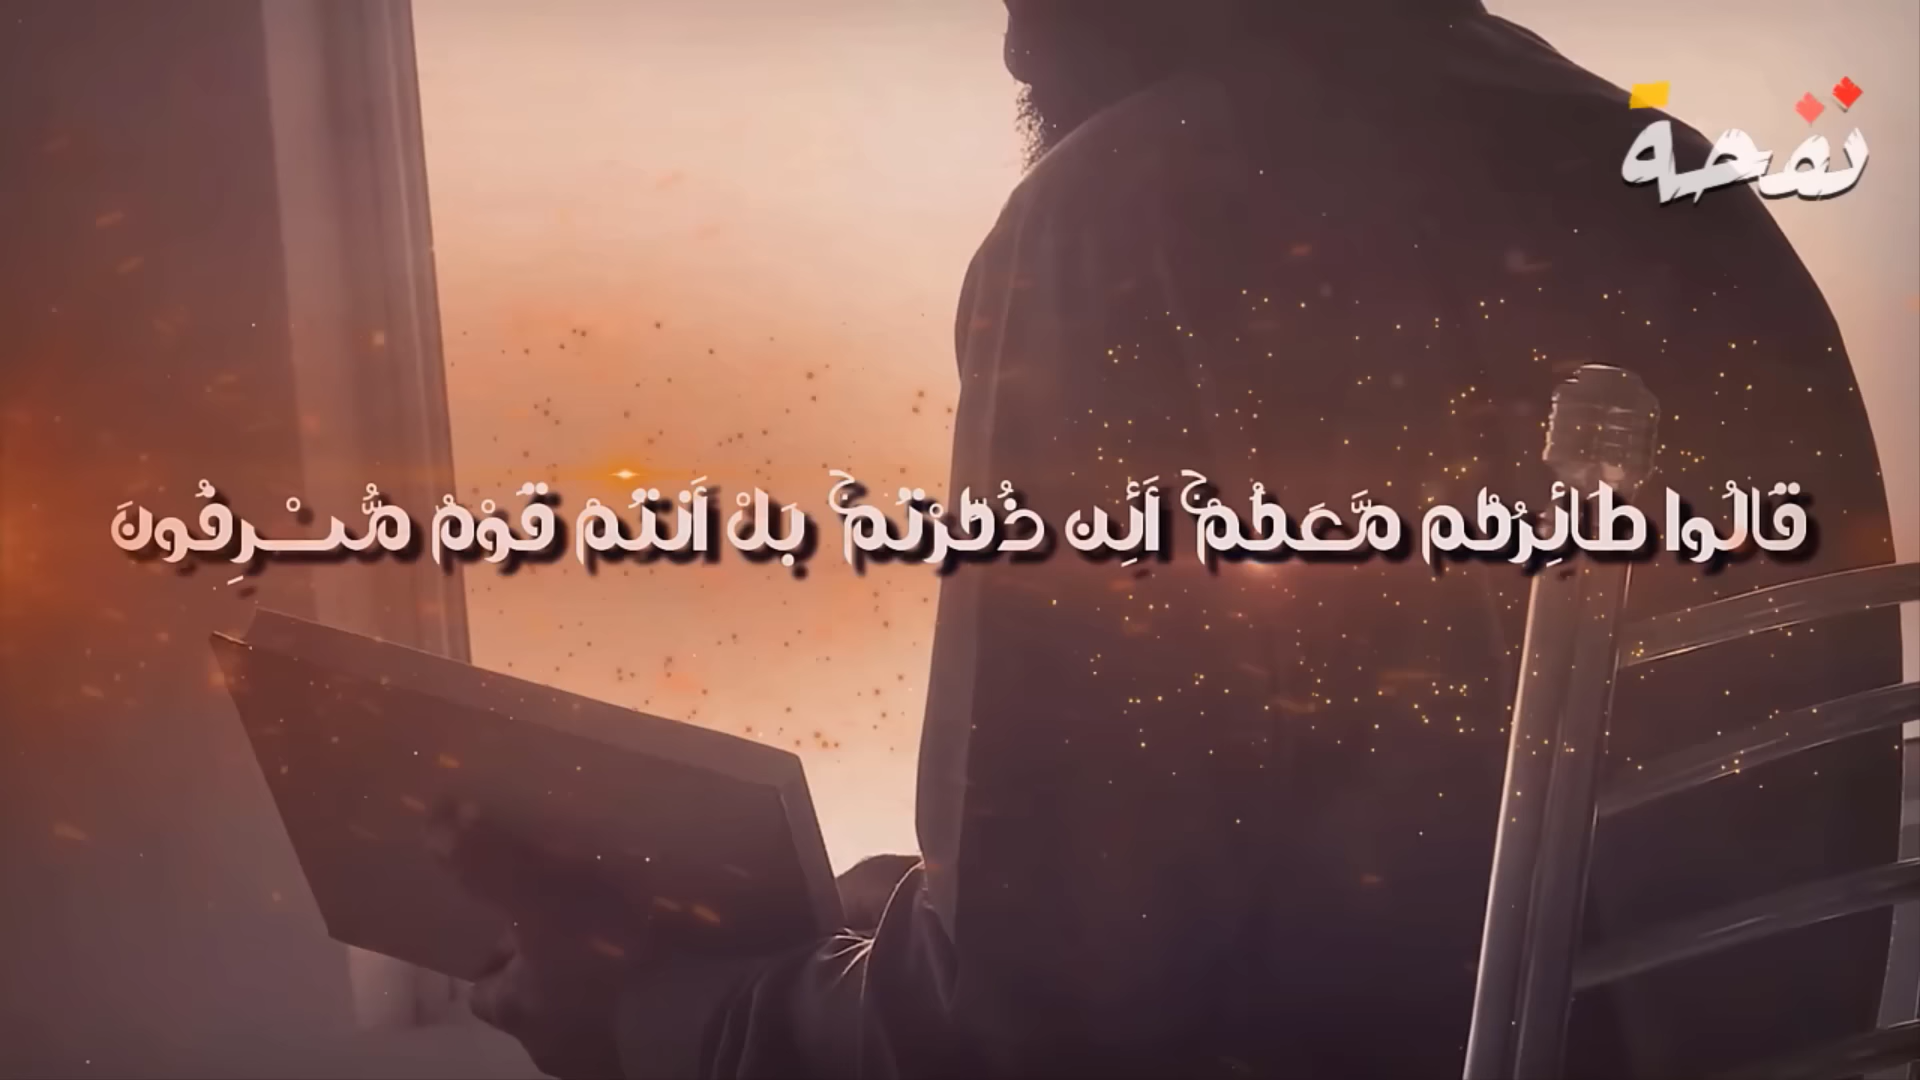 نفحة
قَالُوا طَائِرُكُم مَّعَكُمْ ۚ أَئِن ذُكِّرْتُم ۚ بَلْ أَنتُمْ قَوْمٌ مُّسْرِفُونَ